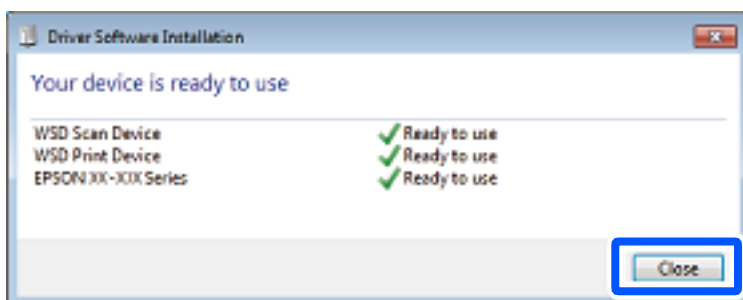 Driver Software Installation
Your device is ready to use
WSD Scan Device Ready to use
WSD Print Device Ready to use
EPSON XX-XXX Series Ready to use
Close